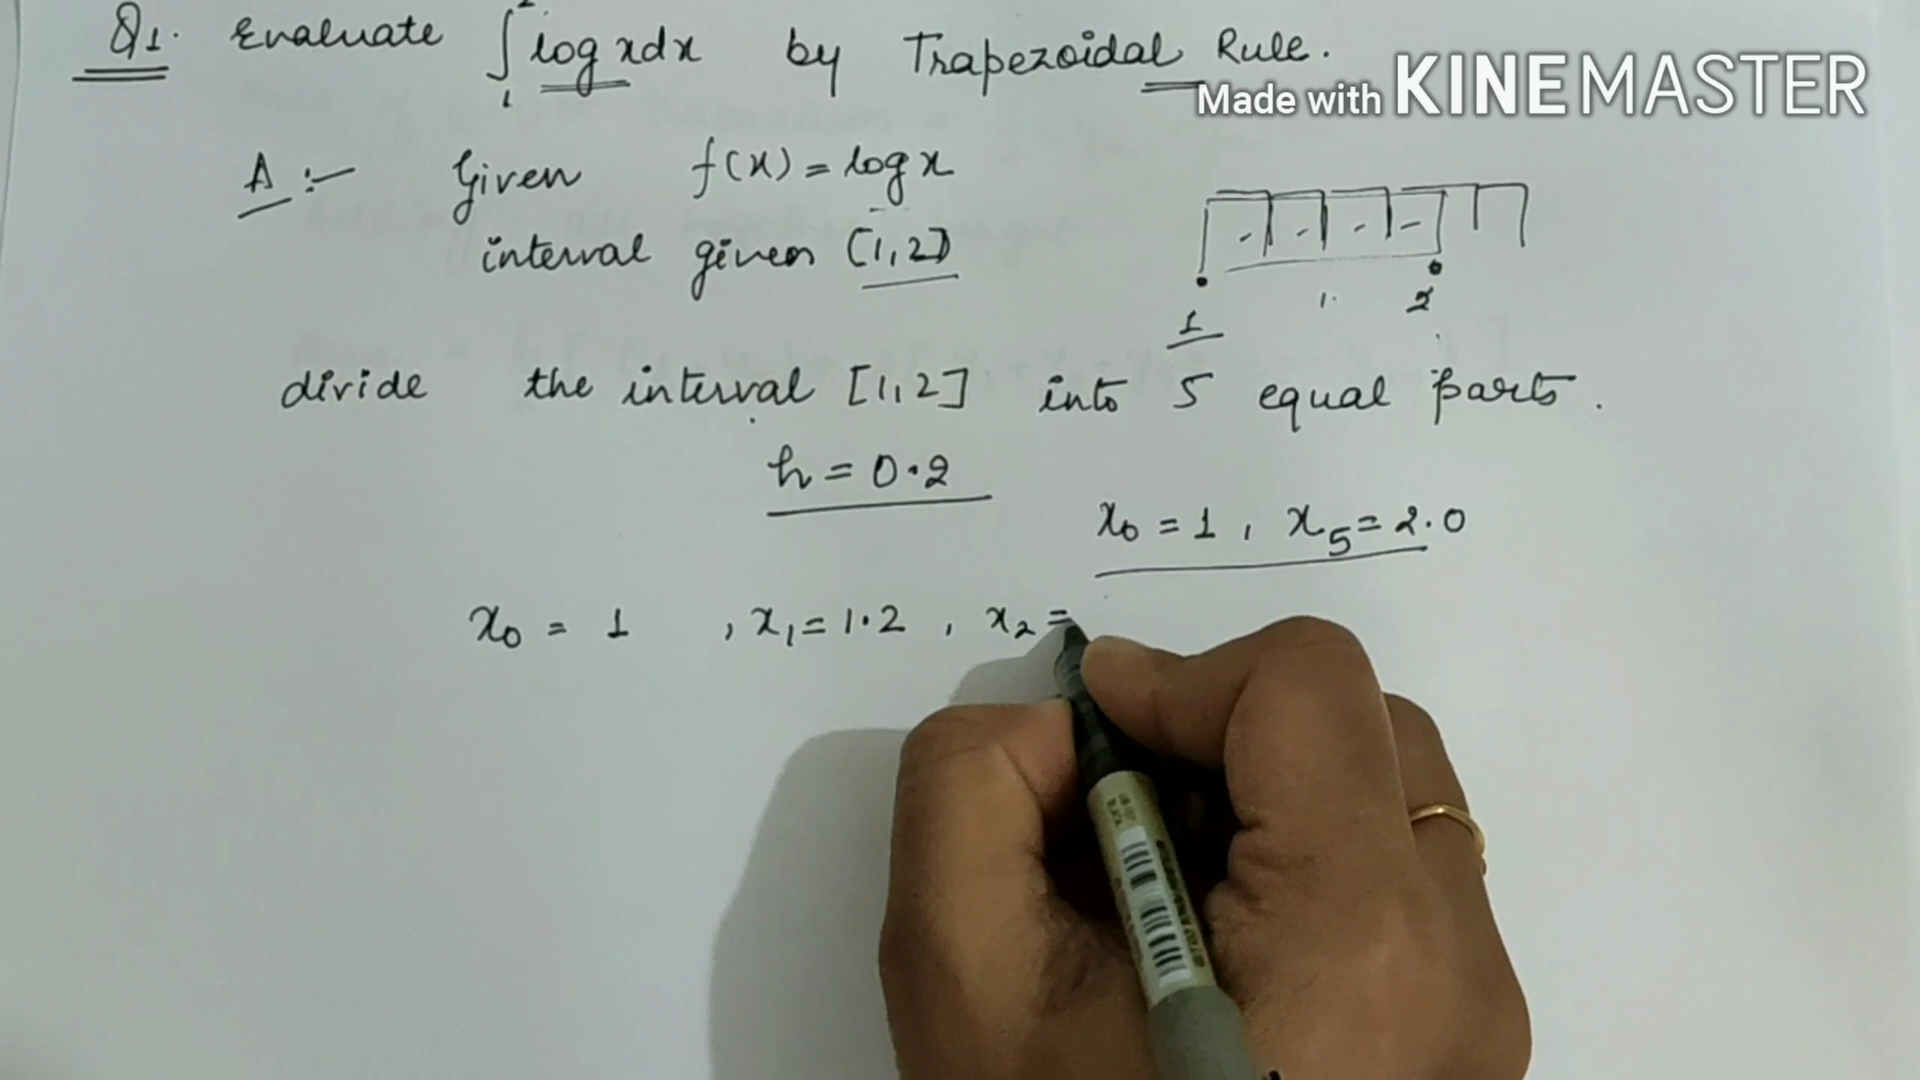 Q1. Evaluate ∫₁² log x dx by Trapezoidal Rule.
Made with KINEMASTER
A :- Given f(x) = log x
interval given [1,2]
1 1. 2
divide the interval [1,2] into 5 equal parts.
h = 0.2
x₀ = 1, x₅ = 2.0
x₀ = 1 , x₁ = 1.2 , x₂ =